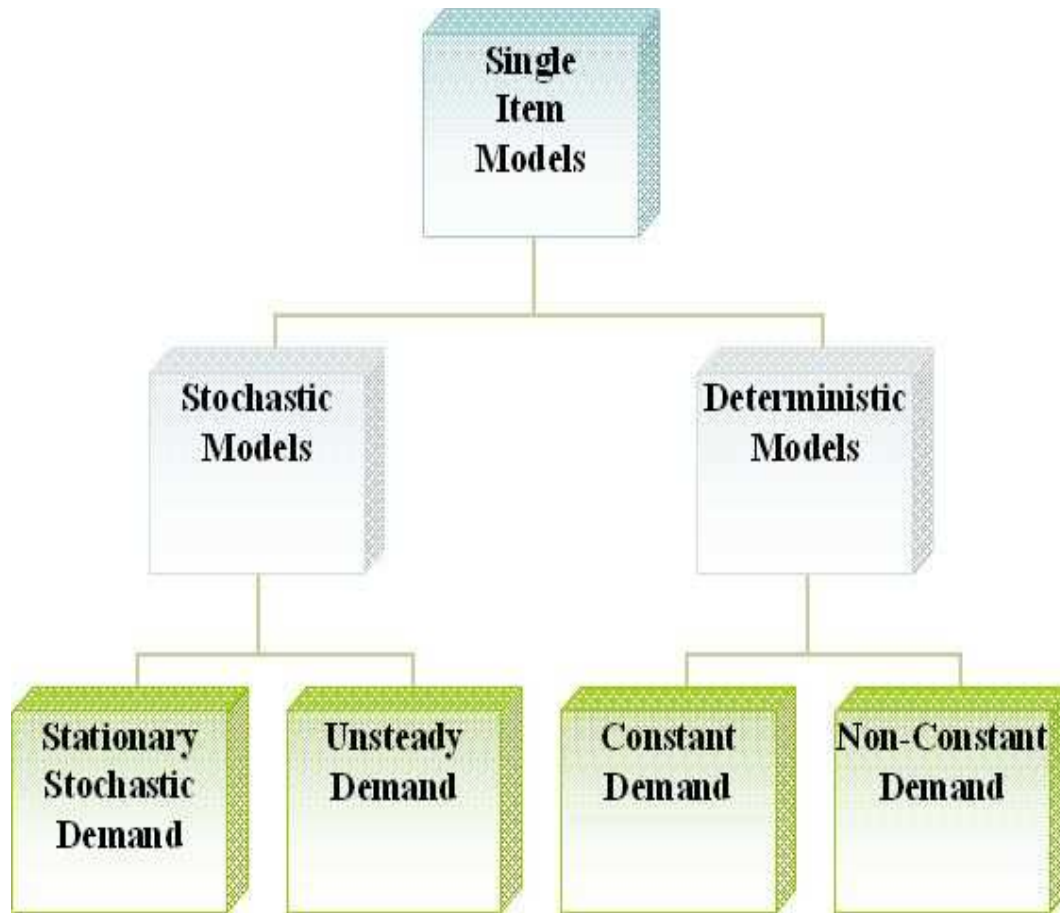 Single
Item
Models
Stochastic
Models
Deterministic
Models
Stationary
Stochastic
Demand
Unsteady
Demand
Constant
Demand
Non-Constant
Demand